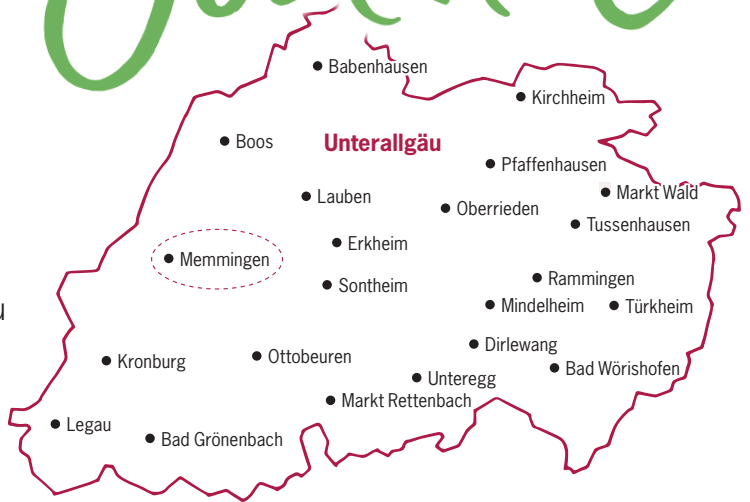 Babenhausen
Kirchheim
Boos
Unterallgäu
Pfaffenhausen
Markt Wald
Lauben
Oberrieden
Tussenhausen
Erkheim
Memmingen
Rammingen
Sontheim
Mindelheim
Türkheim
Dirlewang
Ottobeuren
Kronburg
Bad Wörishofen
Unteregg
Markt Rettenbach
Legau
Bad Grönenbach